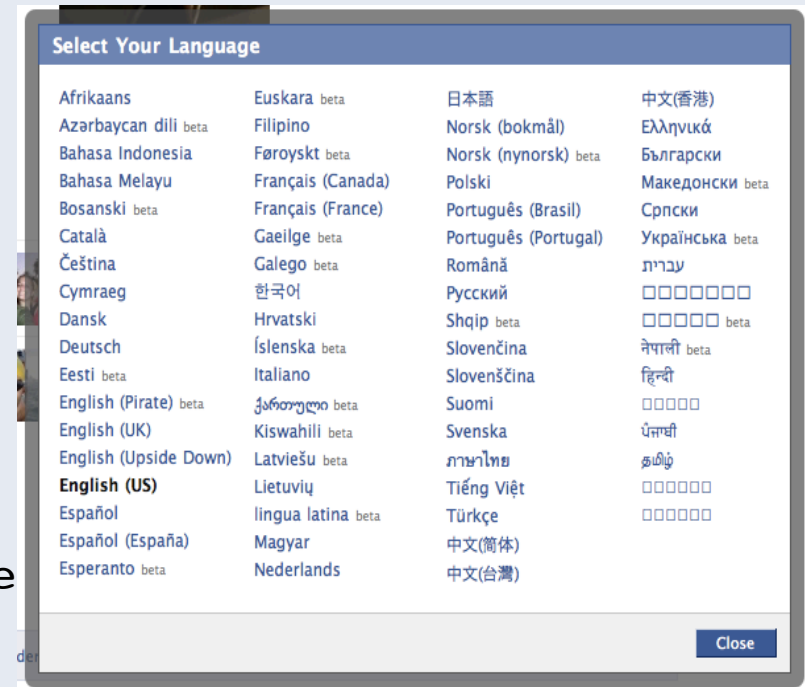 Select Your Language
Afrikaans
Azərbaycan dili beta
Bahasa Indonesia
Bahasa Melayu
Bosanski beta
Català
Čeština
Cymraeg
Dansk
Deutsch
Eesti beta
English (Pirate) beta
English (UK)
English (Upside Down)
English (US)
Español
Español (España)
Esperanto beta
Euskara beta
Filipino
Føroyskt beta
Français (Canada)
Français (France)
Gaeilge beta
Galego beta
한국어
Hrvatski
Íslenska beta
Italiano
ქართული beta
Kiswahili beta
Latviešu beta
Lietuvių
lingua latina beta
Magyar
Nederlands
日本語
Norsk (bokmål)
Norsk (nynorsk) beta
Polski
Português (Brasil)
Português (Portugal)
Română
Русский
Shqip beta
Slovenčina
Slovenščina
Suomi
Svenska
ภาษาไทย
Tiếng Việt
Türkçe
中文(简体)
中文(台灣)
中文(香港)
Ελληνικά
Български
Македонски beta
Српски
Українська beta
עברית
□□□□□□□
□□□□□ beta
नेपाली beta
हिन्दी
□□□□□
ਪੰਜਾਬੀ
தமிழ்
□□□□□□
□□□□□□
Close
e
der